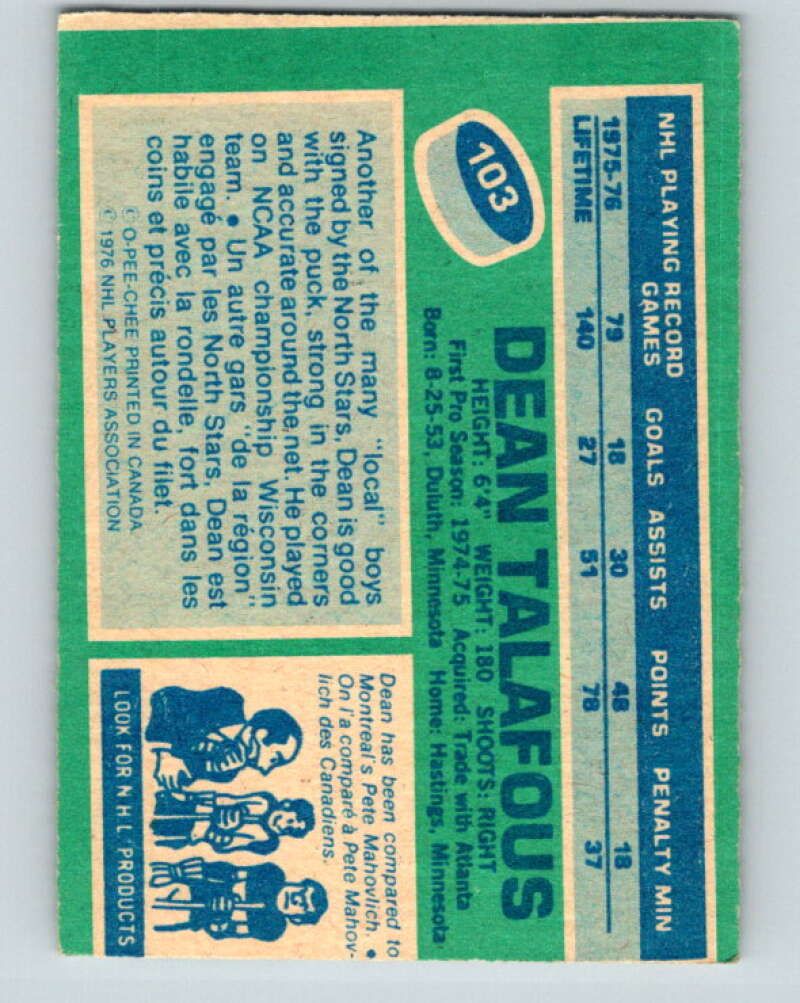 NHL PLAYING RECORD
GAMES GOALS ASSISTS POINTS PENALTY MIN
1975-76 79 18 30 48 18
LIFETIME 140 27 51 78 37
103
DEAN TALAFOUS
HEIGHT: 6'4" WEIGHT: 180 SHOOTS: RIGHT
First Pro Season: 1974-75 Acquired: Trade with Atlanta
Born: 8-25-53, Duluth, Minnesota Home: Hastings, Minnesota
Another of the many "local" boys
signed by the North Stars, Dean is good
with the puck, strong in the corners
and accurate around the net. He played
on NCAA championship Wisconsin
team. • Un autre gars "de la région"
engagé par les North Stars, Dean est
habile avec la rondelle, fort dans les
coins et précis autour du filet.
© O-PEE-CHEE PRINTED IN CANADA
© 1976 NHL PLAYERS ASSOCIATION
Dean has been compared to
Montreal's Pete Mahovlich. •
On l'a comparé à Pete Mahov-
lich des Canadiens.
LOOK FOR N H L PRODUCTS